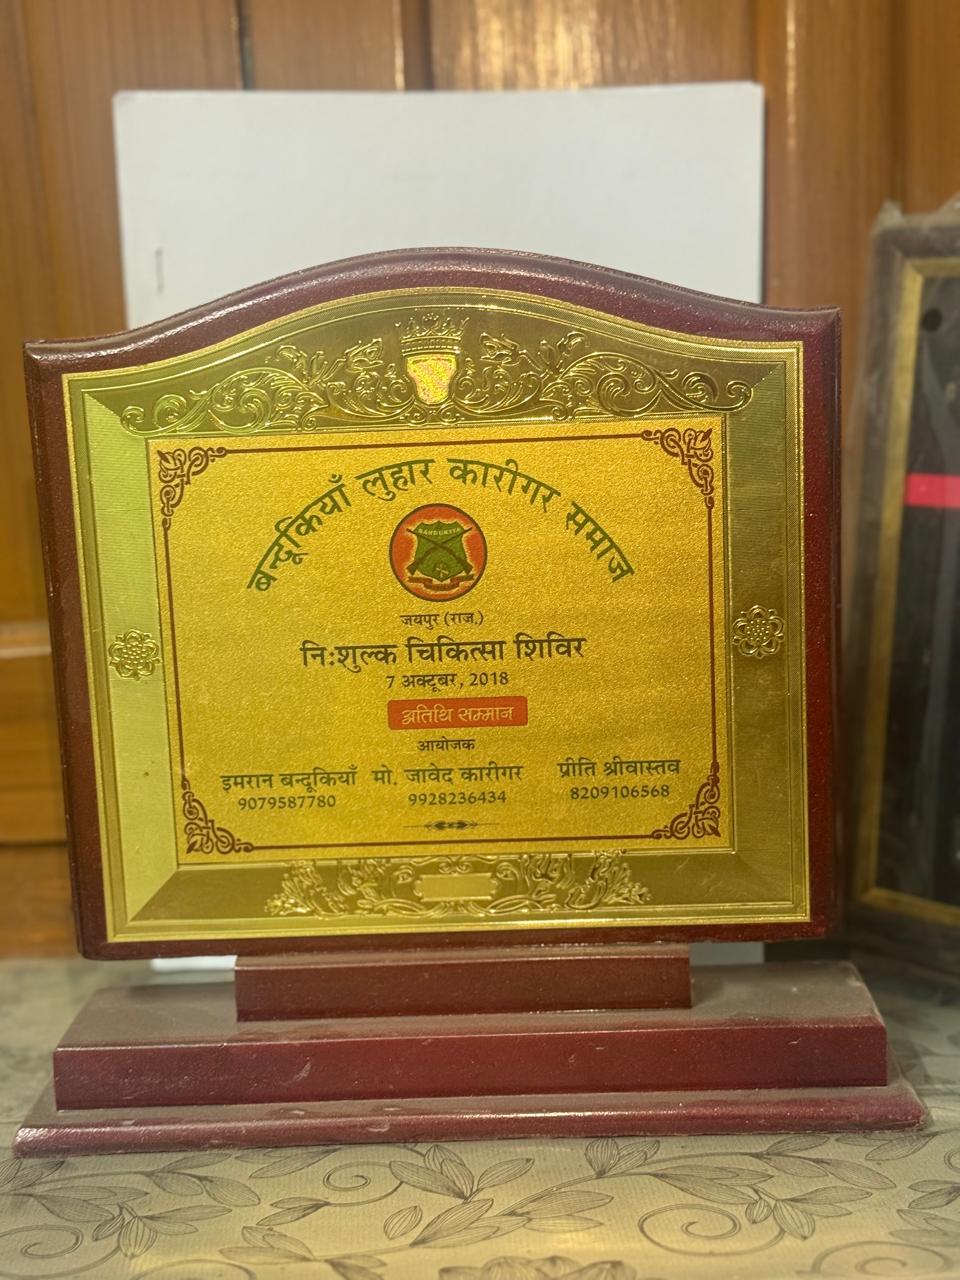 बन्दूकियाँ लुहार कारीगर समाज
BANDUKIYA
जयपुर (राज.)
नि:शुल्क चिकित्सा शिविर
7 अक्टूबर, 2018
अतिथि सम्मान
आयोजक
इमरान बन्दूकियाँ मो. जावेद कारीगर प्रीति श्रीवास्तव
9079587780 9928236434 8209106568